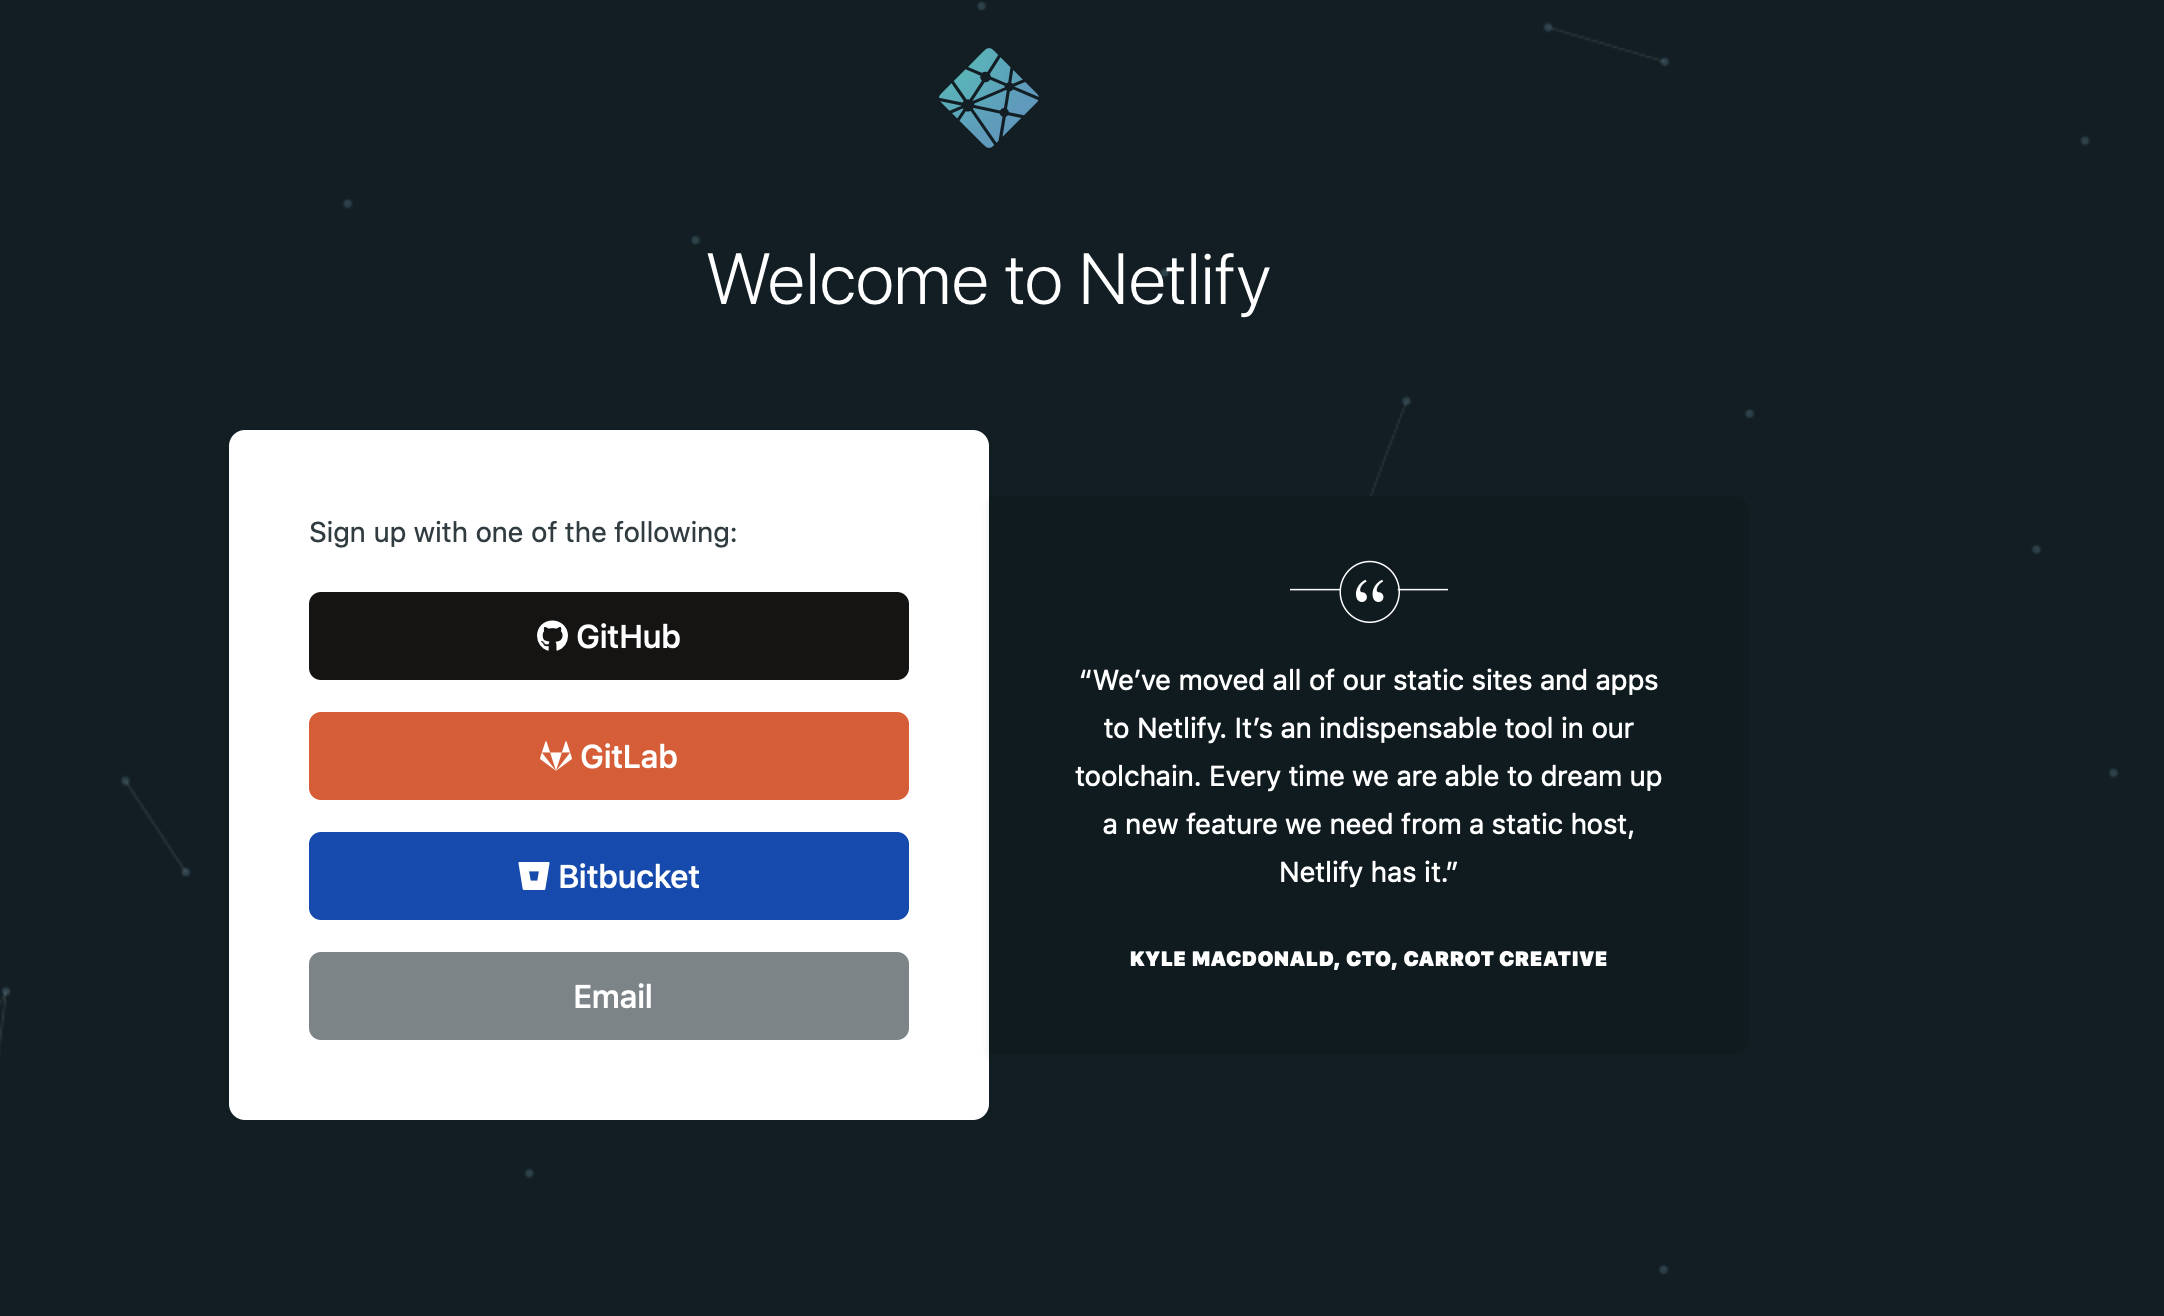 Welcome to Netlify
Sign up with one of the following:
GitHub
GitLab
Bitbucket
Email
“We’ve moved all of our static sites and apps
to Netlify. It’s an indispensable tool in our
toolchain. Every time we are able to dream up
a new feature we need from a static host,
Netlify has it.”
KYLE MACDONALD, CTO, CARROT CREATIVE